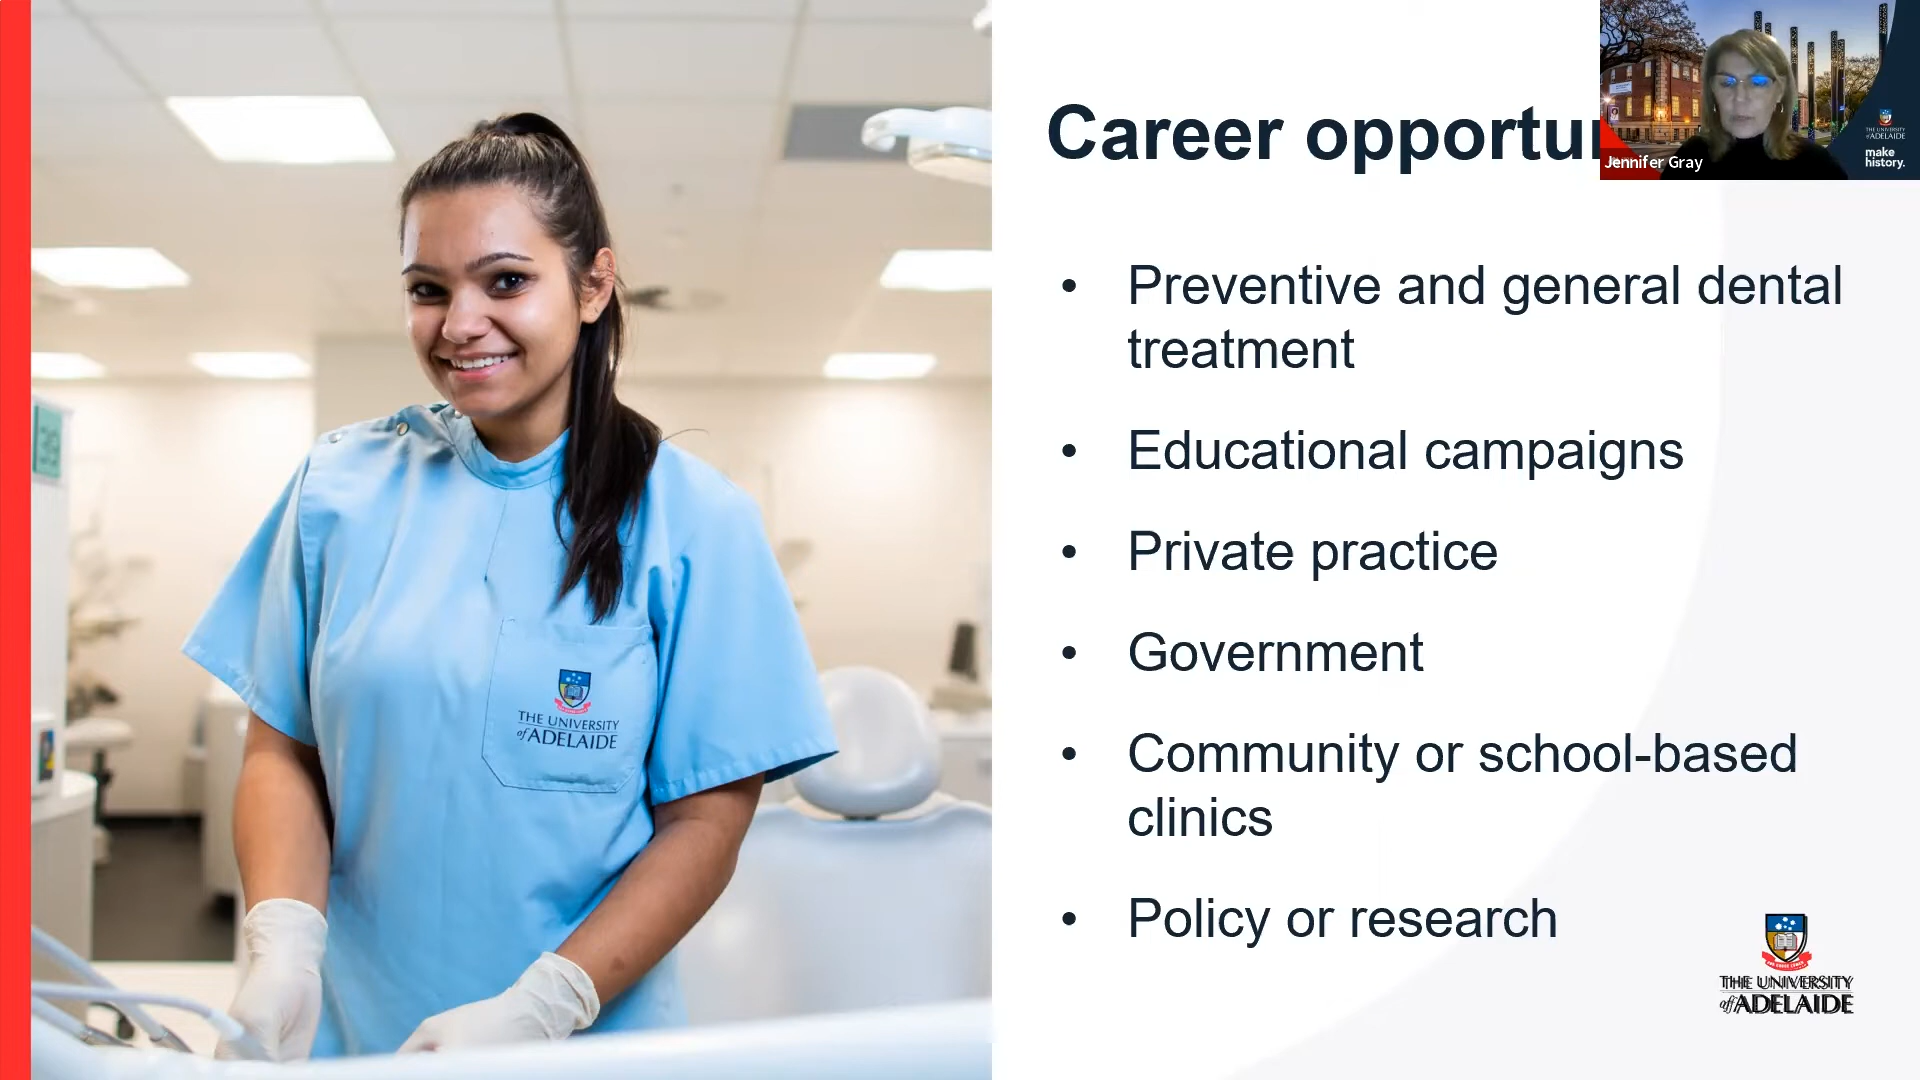 Career opportu
THE UNIVERSITY
of ADELAIDE
make
history.
Jennifer Gray
• Preventive and general dental
treatment
• Educational campaigns
• Private practice
• Government
• Community or school-based
clinics
• Policy or research
THE UNIVERSITY
of ADELAIDE
THE UNIVERSITY
of ADELAIDE